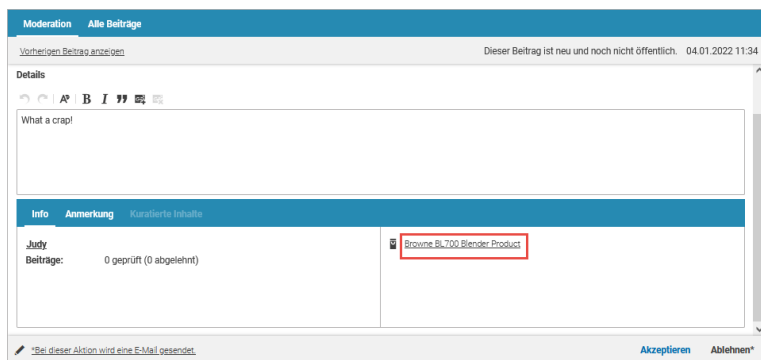 Moderation Alle Beiträge
Vorherigen Beitrag anzeigen Dieser Beitrag ist neu und noch nicht öffentlich. 04.01.2022 11:34
Details
B I
What a crap!
Info Anmerkung Kuratierte Inhalte
Judy Browne BL700 Blender Product
Beiträge: 0 geprüft (0 abgelehnt)
*Bei dieser Aktion wird eine E-Mail gesendet. Akzeptieren Ablehnen*